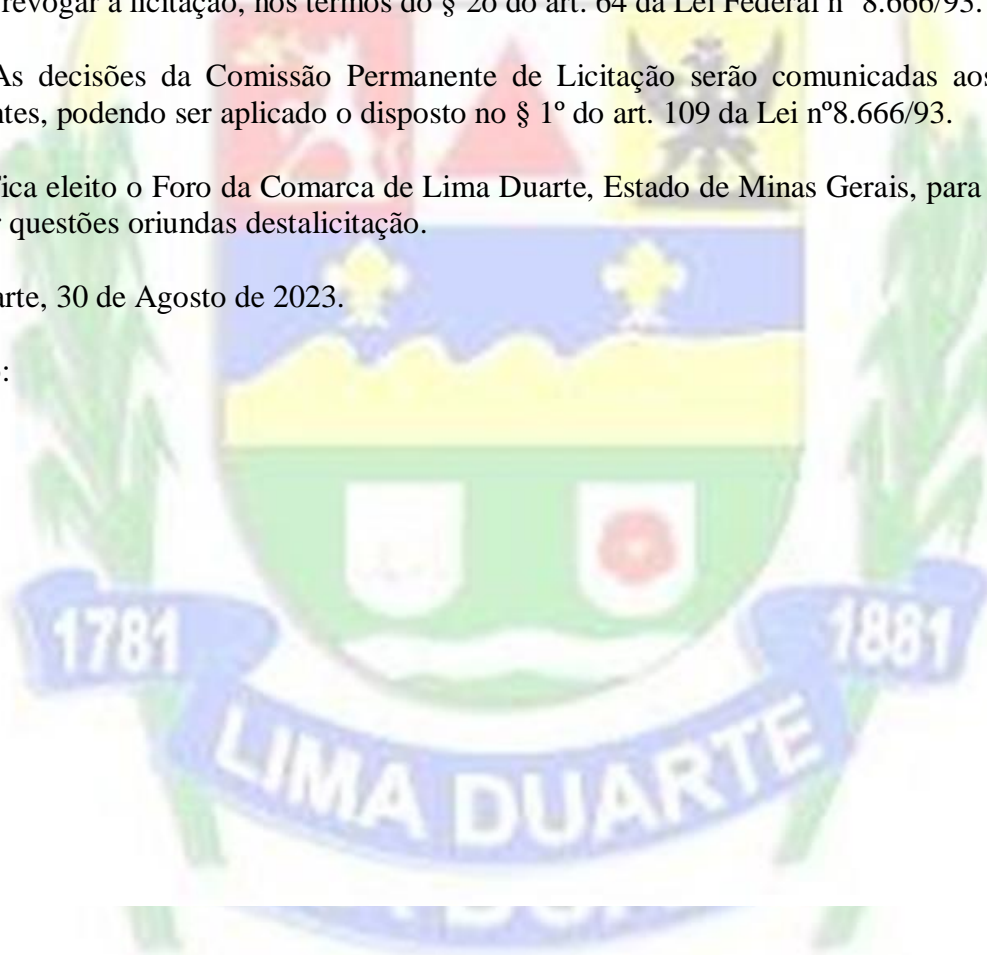 revogar a licitação, nos termos do § 2o do art. 64 da Lei Federal nº 8.666/93.
As decisões da Comissão Permanente de Licitação serão comunicadas aos
ntes, podendo ser aplicado o disposto no § 1º do art. 109 da Lei nº8.666/93.
ica eleito o Foro da Comarca de Lima Duarte, Estado de Minas Gerais, para
questões oriundas destalicitação.
arte, 30 de Agosto de 2023.
1781
1881
LIMA DUARTE